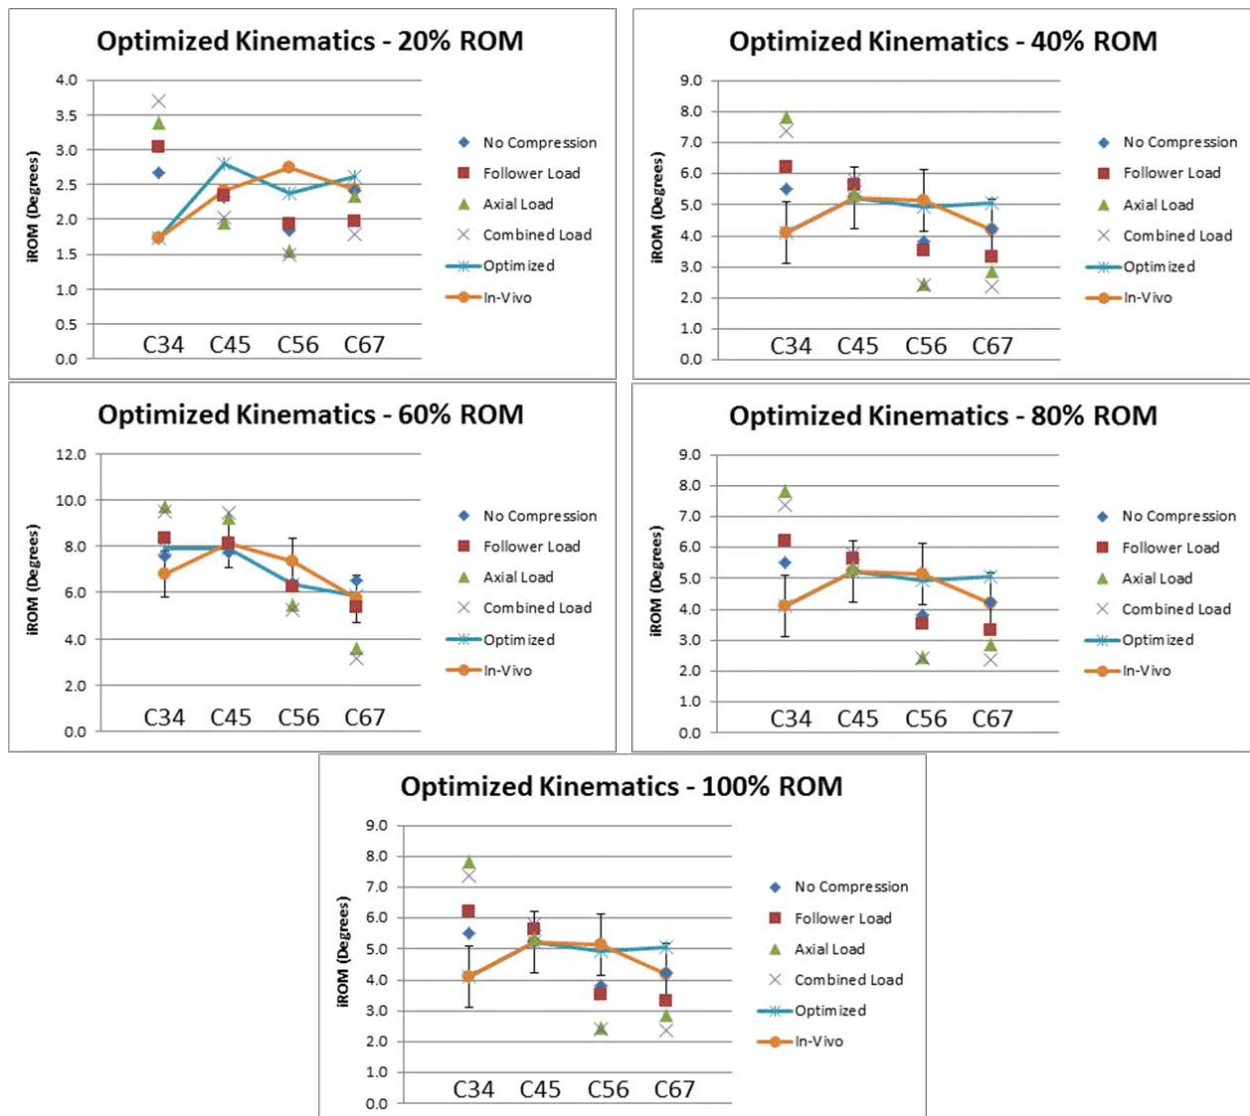 Optimized Kinematics - 20% ROM
iROM (Degrees)
4.0
3.5
3.0
2.5
2.0
1.5
1.0
0.5
0.0
C34 C45 C56 C67
No Compression
Follower Load
Axial Load
Combined Load
Optimized
In-Vivo
Optimized Kinematics - 40% ROM
iROM (Degrees)
9.0
8.0
7.0
6.0
5.0
4.0
3.0
2.0
1.0
0.0
C34 C45 C56 C67
No Compression
Follower Load
Axial Load
Combined Load
Optimized
In-Vivo
Optimized Kinematics - 60% ROM
iROM (Degrees)
12.0
10.0
8.0
6.0
4.0
2.0
0.0
C34 C45 C56 C67
No Compression
Follower Load
Axial Load
Combined Load
Optimized
In-Vivo
Optimized Kinematics - 80% ROM
iROM (Degrees)
9.0
8.0
7.0
6.0
5.0
4.0
3.0
2.0
1.0
0.0
C34 C45 C56 C67
No Compression
Follower Load
Axial Load
Combined Load
Optimized
In-Vivo
Optimized Kinematics - 100% ROM
iROM (Degrees)
9.0
8.0
7.0
6.0
5.0
4.0
3.0
2.0
1.0
0.0
C34 C45 C56 C67
No Compression
Follower Load
Axial Load
Combined Load
Optimized
In-Vivo